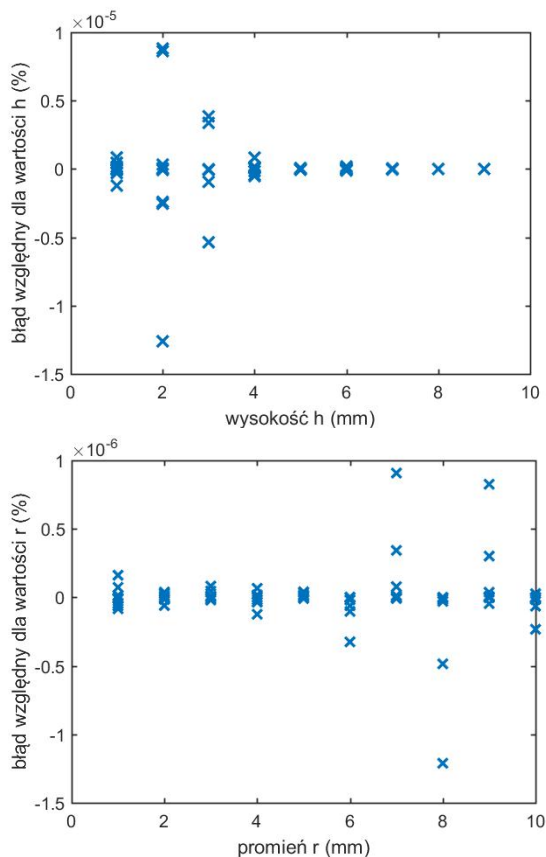 ×10⁻⁵
1
0.5
0
-0.5
-1
-1.5
0 2 4 6 8 10
błąd względny dla wartości h (%)
wysokość h (mm)
×10⁻⁶
1
0.5
0
-0.5
-1
-1.5
0 2 4 6 8 10
błąd względny dla wartości r (%)
promień r (mm)